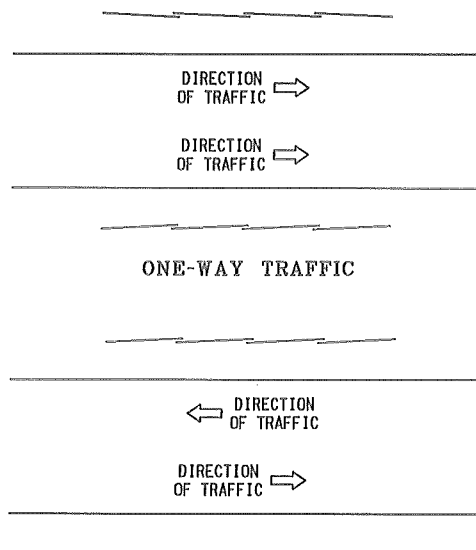 DIRECTION
OF TRAFFIC
DIRECTION
OF TRAFFIC
ONE-WAY TRAFFIC
DIRECTION
OF TRAFFIC
DIRECTION
OF TRAFFIC